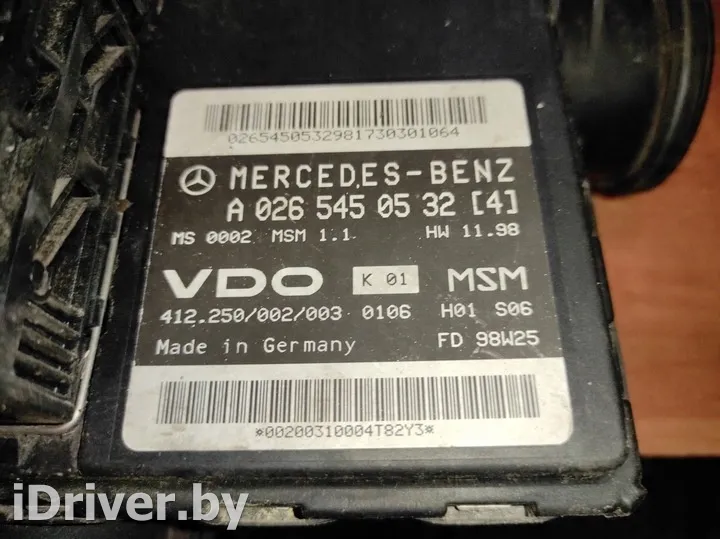 0265450532981730301064
MERCEDES-BENZ
A 026 545 05 32 [4]
MS 0002 MSM 1.1 HW 11.98
VDO K 01 MSM
412.250/002/003 0106 H01 S06
Made in Germany FD 98W25
*00200310004T82Y3*
iDriver.by